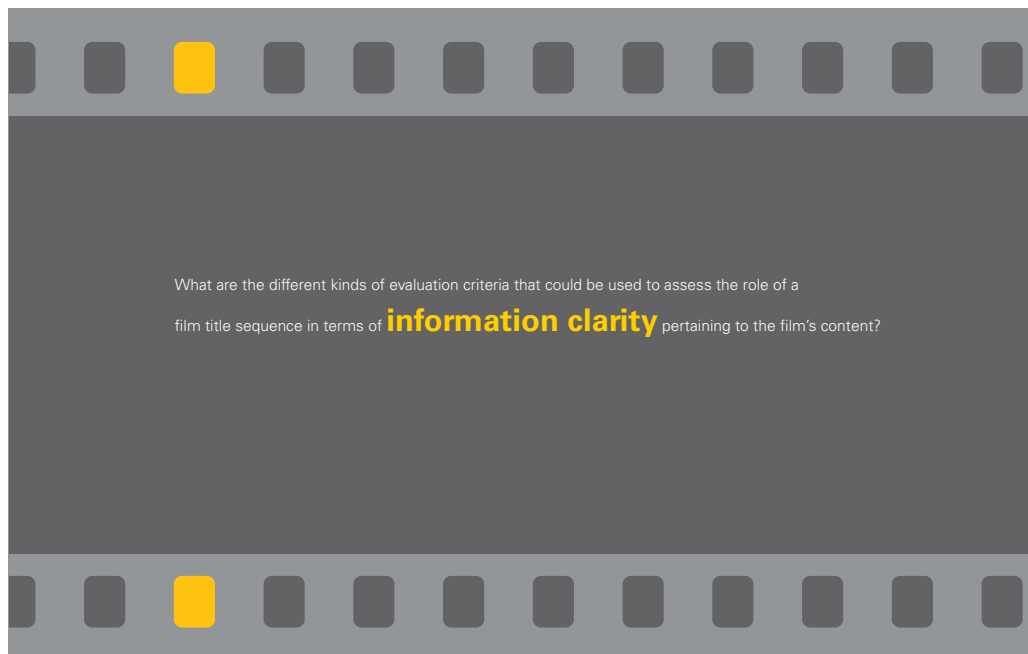 What are the different kinds of evaluation criteria that could be used to assess the role of a
film title sequence in terms of information clarity pertaining to the film’s content?